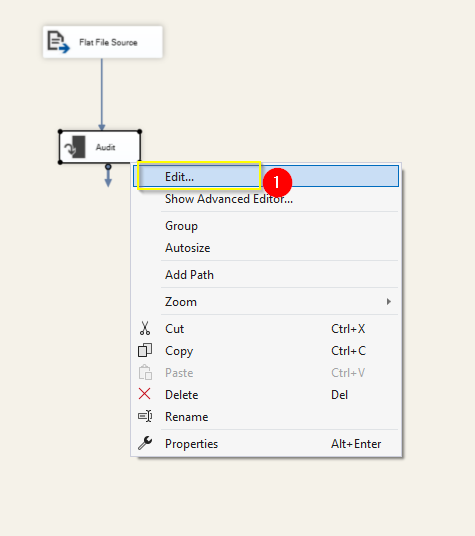 Flat File Source
Audit
Edit...
1
Show Advanced Editor...
Group
Autosize
Add Path
Zoom
Cut Ctrl+X
Copy Ctrl+C
Paste Ctrl+V
Delete Del
Rename
Properties Alt+Enter